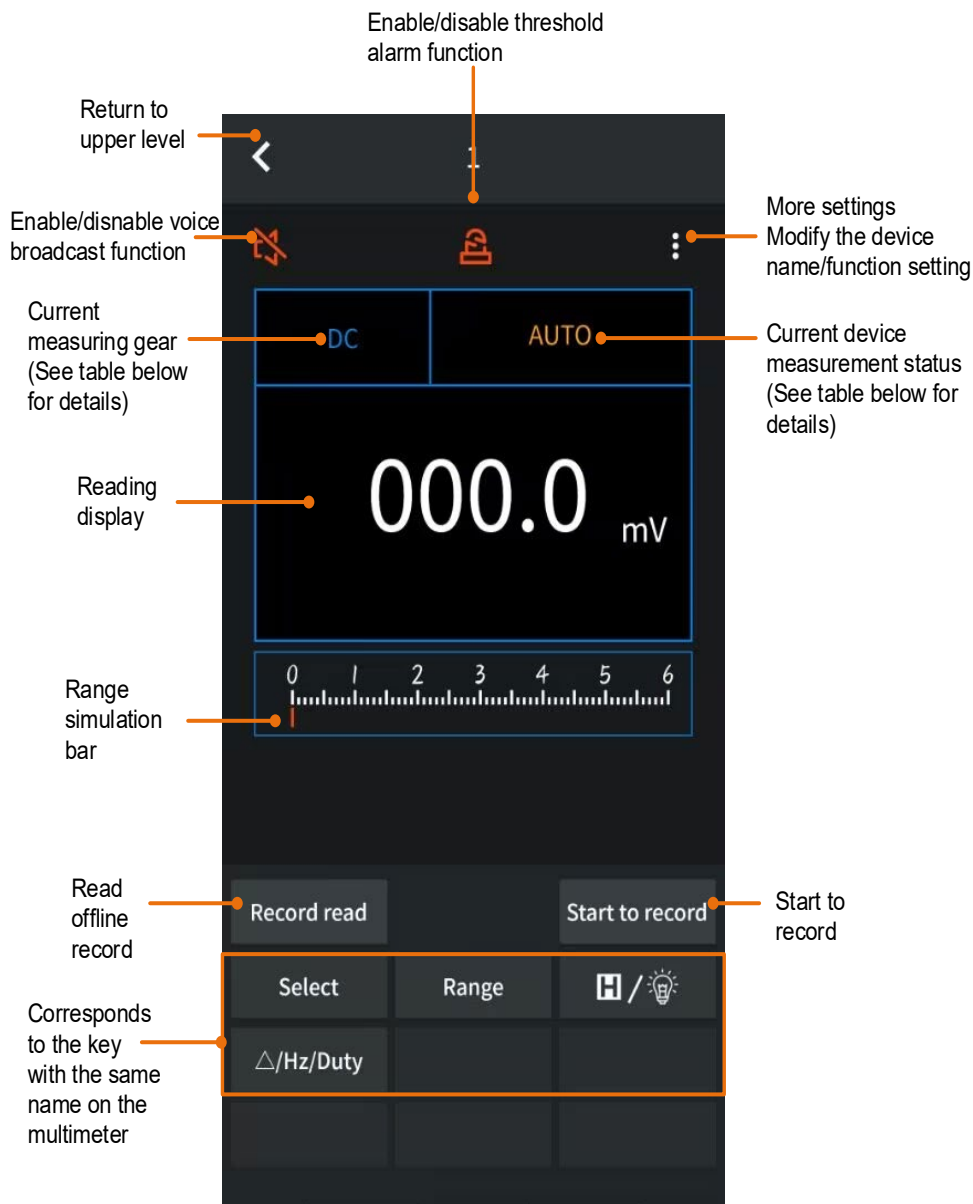 Enable/disable threshold
alarm function
Return to
upper level
1
Enable/disnable voice
broadcast function
More settings
Modify the device
name/function setting
Current
measuring gear
(See table below
for details)
DC
AUTO
Current device
measurement status
(See table below for
details)
Reading
display
000.0
mV
0 1 2 3 4 5 6
Range
simulation
bar
Read
offline
record
Record read
Start to record
Start to
record
Select
Range
H/
△/Hz/Duty
Corresponds
to the key
with the same
name on the
multimeter